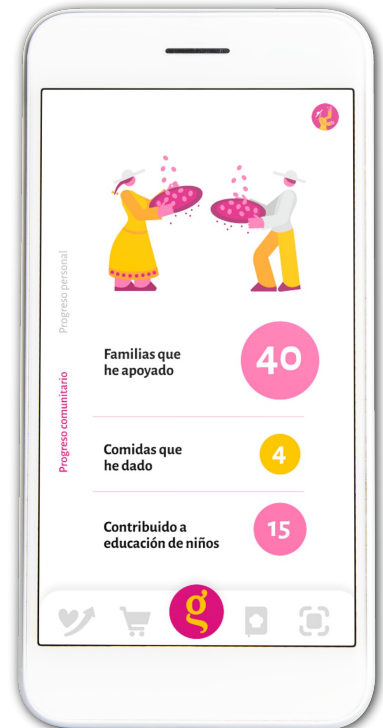 Progreso personal
Progreso comunitario
Familias que
he apoyado
40
Comidas que
he dado
4
Contribuido a
educación de niños
15
g